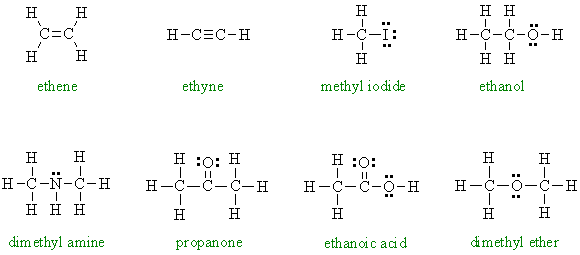 H H H H H
C=C H–C≡C–H H–C–I H–C–C–O–H
H H H H H
ethene ethyne methyl iodide ethanol
H H H O H H O H H
H–C–N–C–H H–C–C–C–H H–C–C–O–H H–C–O–C–H
H H H H H H H H
dimethyl amine propanone ethanoic acid dimethyl ether